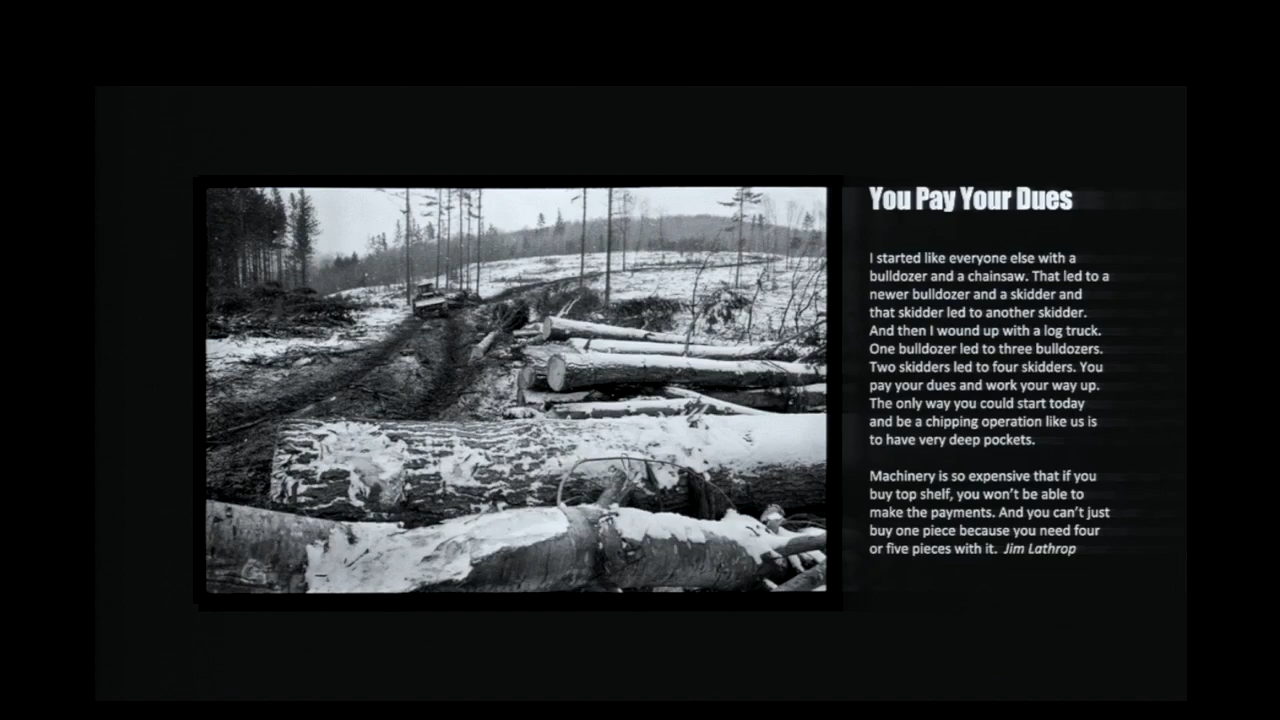 You Pay Your Dues
I started like everyone else with a
bulldozer and a chainsaw. That led to a
newer bulldozer and a skidder and
that skidder led to another skidder.
And then I wound up with a log truck.
One bulldozer led to three bulldozers.
Two skidders led to four skidders. You
pay your dues and work your way up.
The only way you could start today
and be a chipping operation like us is
to have very deep pockets.
Machinery is so expensive that if you
buy top shelf, you won't be able to
make the payments. And you can't just
buy one piece because you need four
or five pieces with it. Jim Lathrop